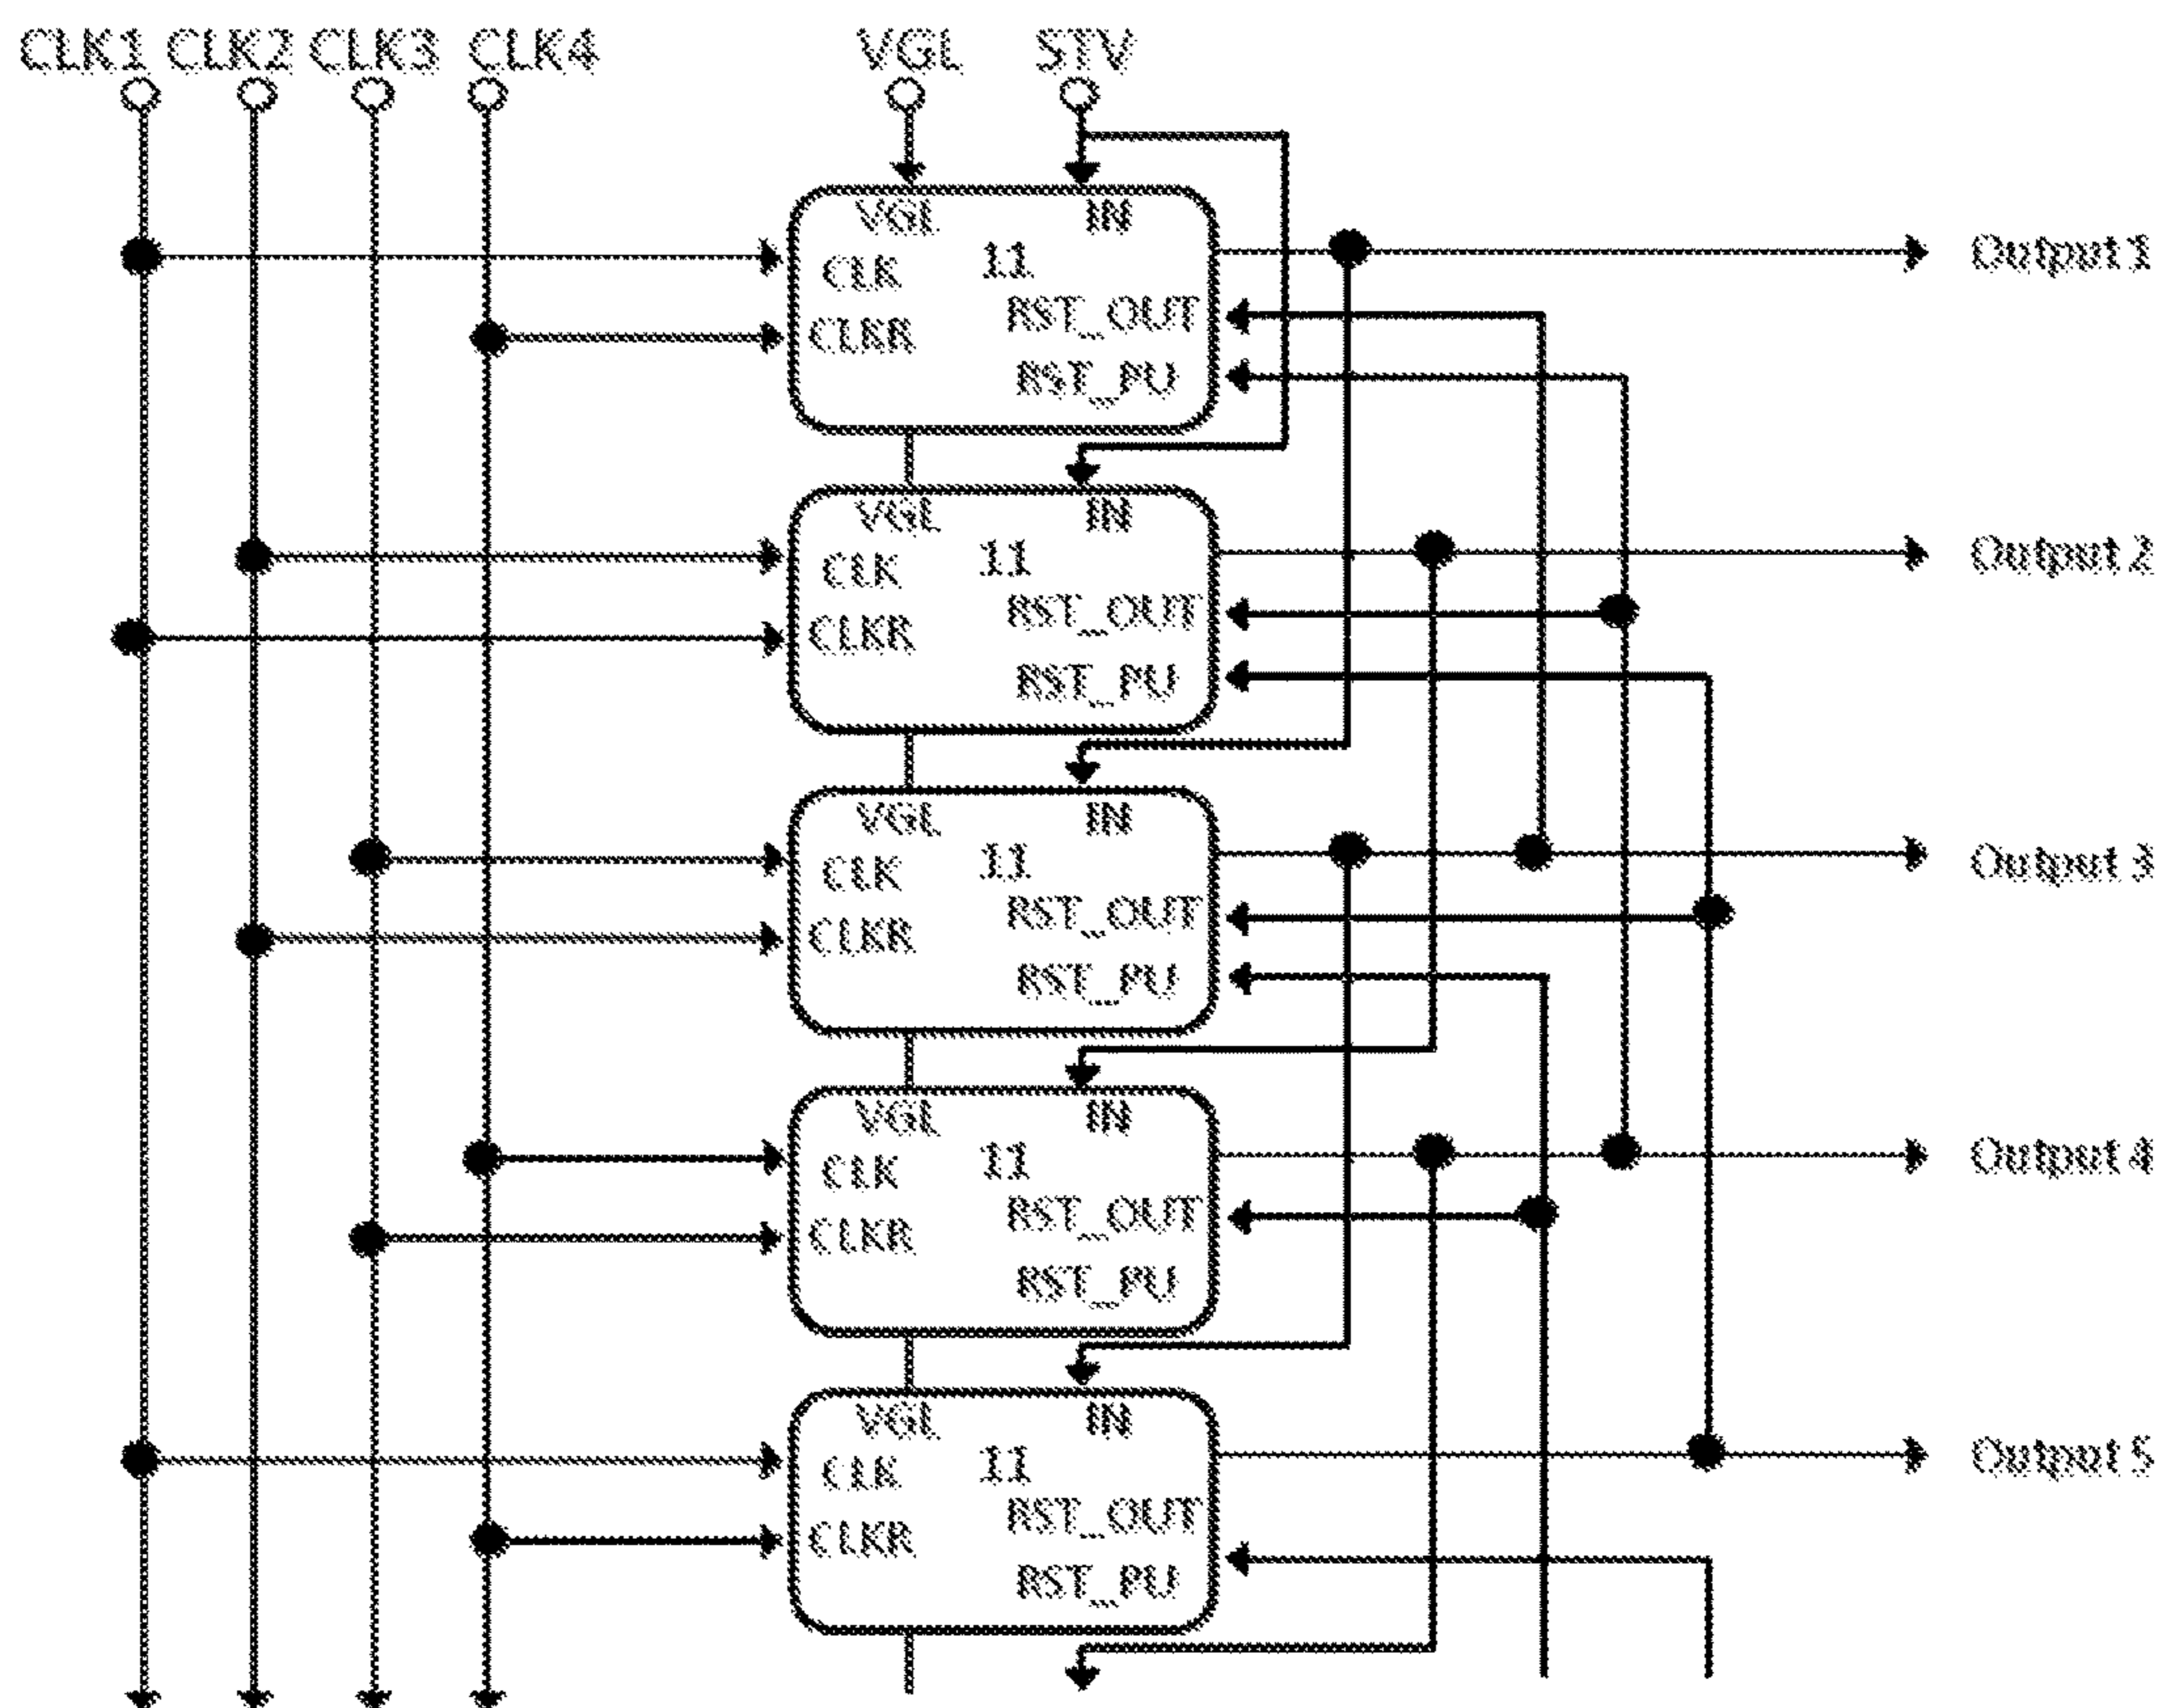 CLK1 CLK2 CLK3 CLK4 VGL STV
VGL IN
CLK 11
RST_OUT
CLKR
RST_PU
Output 1
VGL IN
CLK 11
RST_OUT
CLKR
RST_PU
Output 2
VGL IN
CLK 11
RST_OUT
CLKR
RST_PU
Output 3
VGL IN
CLK 11
RST_OUT
CLKR
RST_PU
Output 4
VGL IN
CLK 11
RST_OUT
CLKR
RST_PU
Output 5